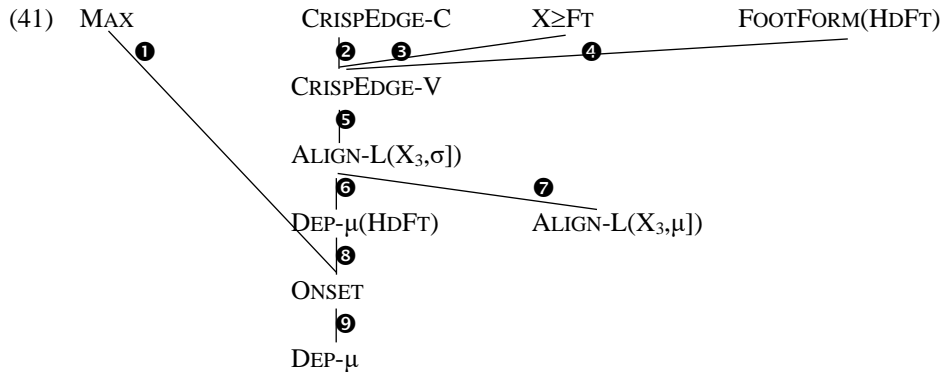 (41) MAX CRISPEDGE-C X≥FT FOOTFORM(HDFT)
❶ ❷ ❸ ❹
CRISPEDGE-V
❺
ALIGN-L(X₃,σ])
❻ ❼
DEP-μ(HDFT) ALIGN-L(X₃,μ])
❽
ONSET
❾
DEP-μ